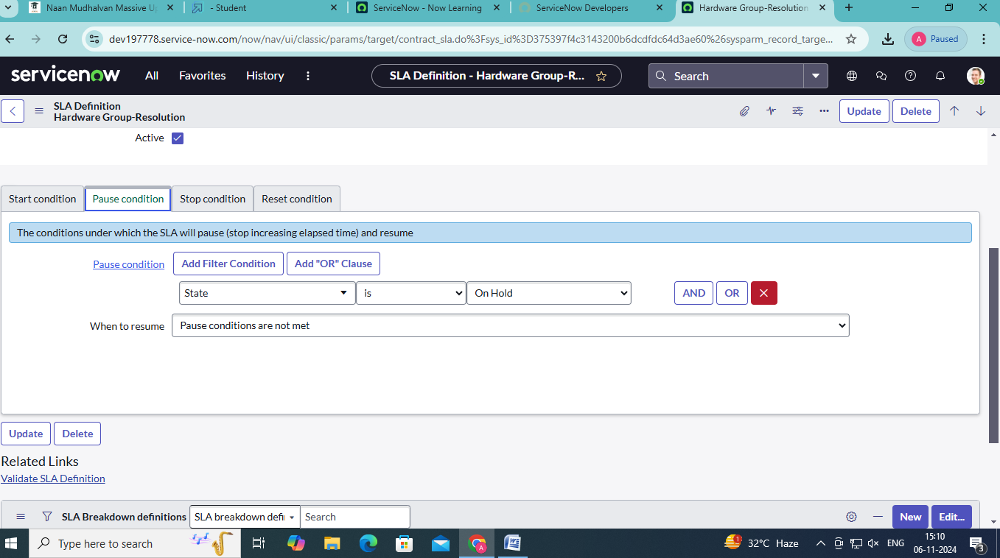 Naan Mudhalvan Massive Up
- Student
ServiceNow - Now Learning
ServiceNow Developers
Hardware Group-Resolution
dev197778.service-now.com/now/nav/ui/classic/params/target/contract_sla.do%3Fsys_id%3D375397f4c3143200b6dcdfdc64d3ae60%26sysparm_record_targe...
A Paused
servicenow All Favorites History
SLA Definition - Hardware Group-R...
Search
SLA Definition
Hardware Group-Resolution
Update Delete
Active
Start condition Pause condition Stop condition Reset condition
The conditions under which the SLA will pause (stop increasing elapsed time) and resume
Pause condition Add Filter Condition Add "OR" Clause
State is On Hold AND OR
When to resume Pause conditions are not met
Update Delete
Related Links
Validate SLA Definition
SLA Breakdown definitions SLA breakdown defi Search New Edit...
Type here to search
1 32°C Haze ENG
15:10
06-11-2024
3